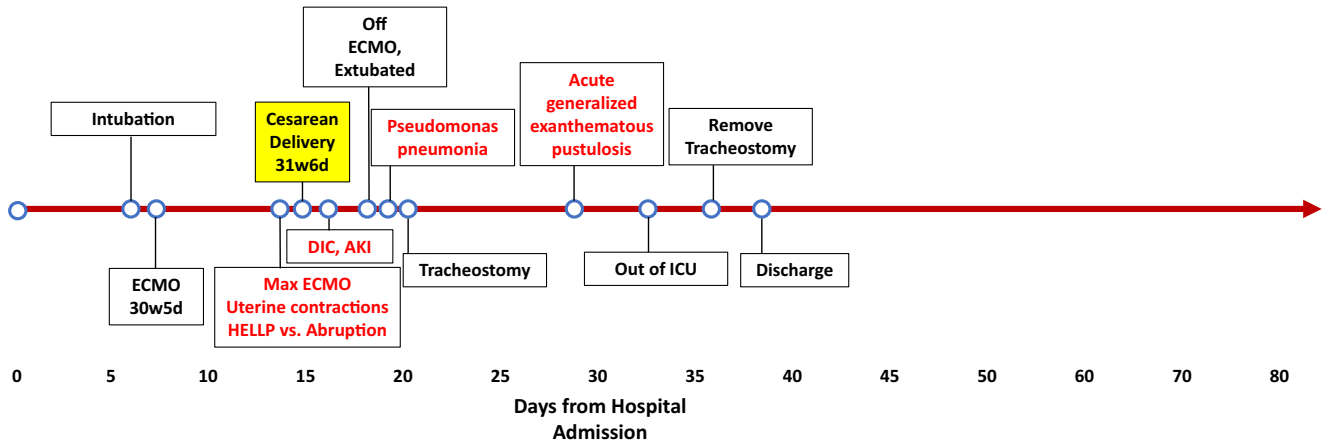 Off
ECMO,
Extubated
Intubation
Cesarean
Delivery
31w6d
Pseudomonas
pneumonia
Acute
generalized
exanthematous
pustulosis
Remove
Tracheostomy
DIC, AKI
ECMO
30w5d
Max ECMO
Uterine contractions
HELLP vs. Abruption
Tracheostomy
Out of ICU
Discharge
0 5 10 15 20 25 30 35 40 45 50 60 70 80
Days from Hospital
Admission